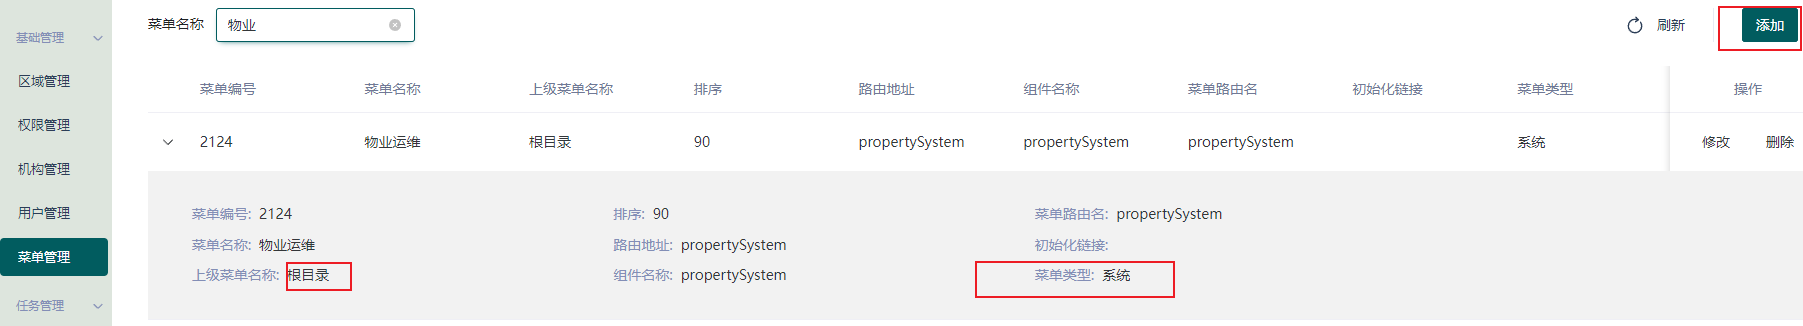 基础管理
区域管理
权限管理
机构管理
用户管理
菜单管理
任务管理
菜单名称 物业 刷新 添加
菜单编号 菜单名称 上级菜单名称 排序 路由地址 组件名称 菜单路由名 初始化链接 菜单类型 操作
2124 物业运维 根目录 90 propertySystem propertySystem propertySystem 系统 修改 删除
菜单编号: 2124 排序: 90 菜单路由名: propertySystem
菜单名称: 物业运维 路由地址: propertySystem 初始化链接:
上级菜单名称: 根目录 组件名称: propertySystem 菜单类型: 系统